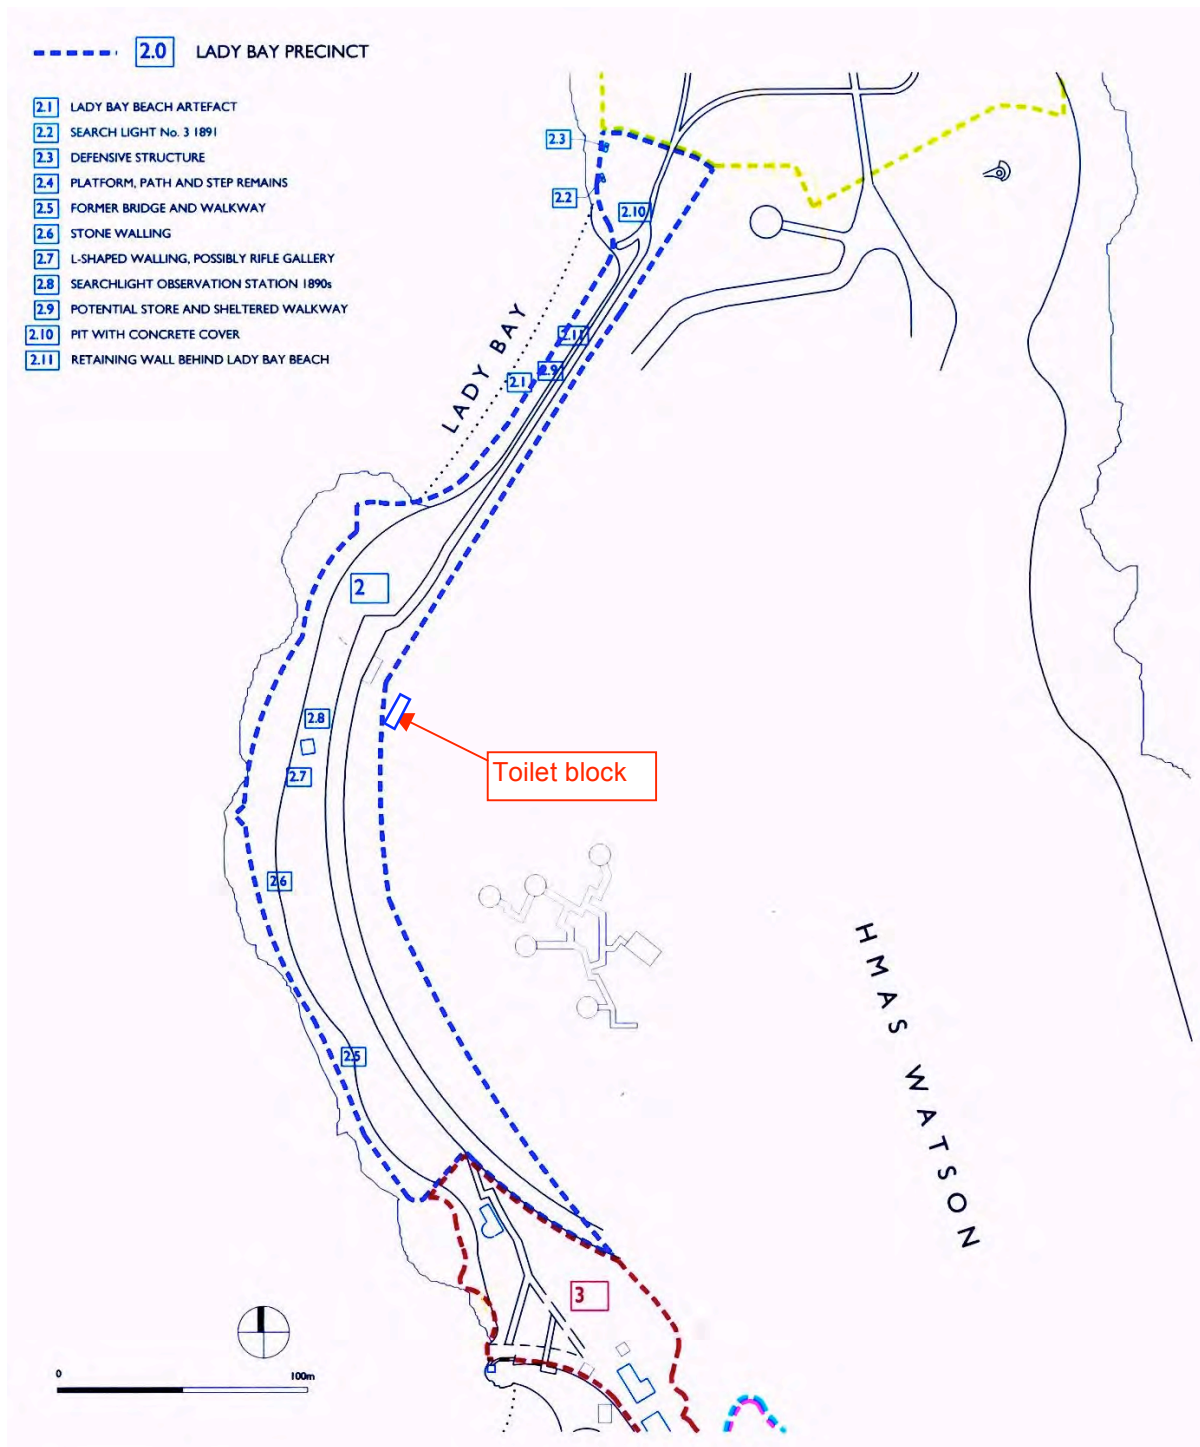 2.0 LADY BAY PRECINCT
2.1 LADY BAY BEACH ARTEFACT
2.2 SEARCH LIGHT No. 3 1891
2.3 DEFENSIVE STRUCTURE
2.4 PLATFORM, PATH AND STEP REMAINS
2.5 FORMER BRIDGE AND WALKWAY
2.6 STONE WALLING
2.7 L-SHAPED WALLING, POSSIBLY RIFLE GALLERY
2.8 SEARCHLIGHT OBSERVATION STATION 1890s
2.9 POTENTIAL STORE AND SHELTERED WALKWAY
2.10 PIT WITH CONCRETE COVER
2.11 RETAINING WALL BEHIND LADY BAY BEACH
2.3
2.2
2.10
LADY BAY
2.11
2.9
2.1
2
2.8
2.7
Toilet block
2.6
HMAS WATSON
2.5
3
0 100m